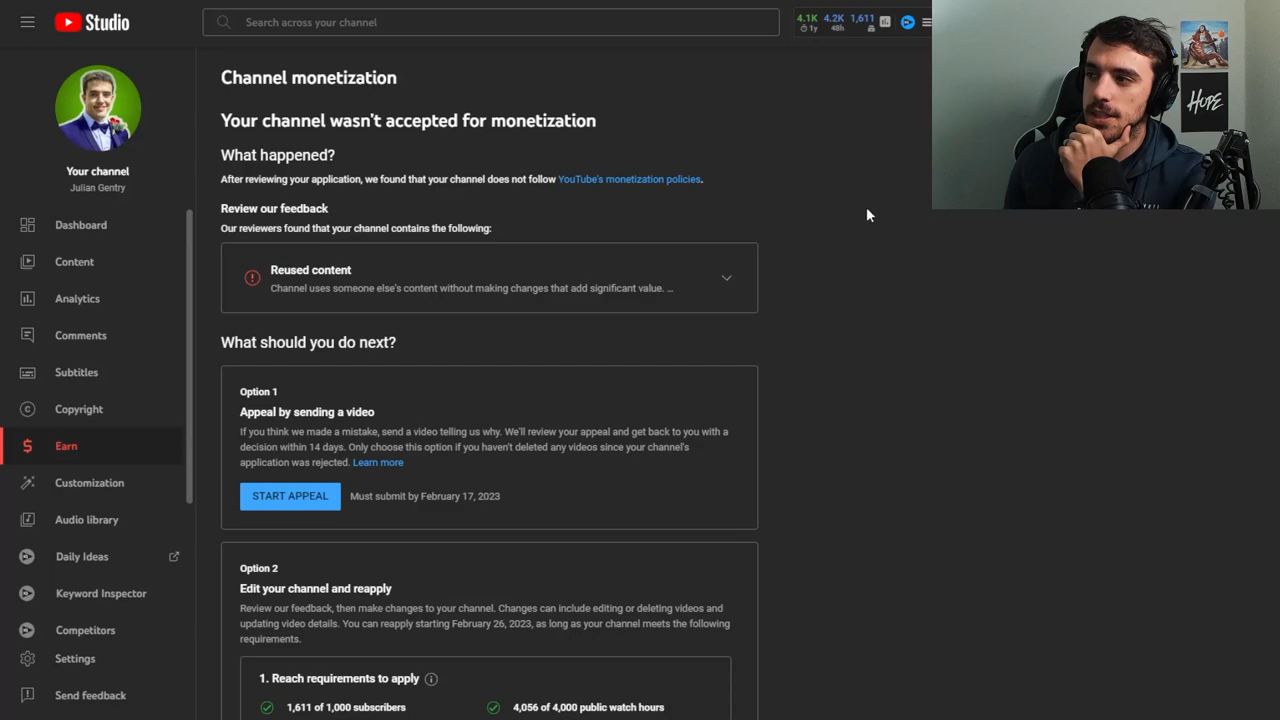 Studio
Search across your channel
4.1K 4.2K 1,611
1y 48h
Your channel
Julian Gentry
Dashboard
Content
Analytics
Comments
Subtitles
Copyright
Earn
Customization
Audio library
Daily Ideas
Keyword Inspector
Competitors
Settings
Send feedback
Channel monetization
Your channel wasn't accepted for monetization
What happened?
After reviewing your application, we found that your channel does not follow YouTube's monetization policies.
Review our feedback
Our reviewers found that your channel contains the following:
Reused content
Channel uses someone else's content without making changes that add significant value. ...
What should you do next?
Option 1
Appeal by sending a video
If you think we made a mistake, send a video telling us why. We'll review your appeal and get back to you with a
decision within 14 days. Only choose this option if you haven't deleted any videos since your channel's
application was rejected. Learn more
START APPEAL Must submit by February 17, 2023
Option 2
Edit your channel and reapply
Review our feedback, then make changes to your channel. Changes can include editing or deleting videos and
updating video details. You can reapply starting February 26, 2023, as long as your channel meets the following
requirements.
1. Reach requirements to apply
1,611 of 1,000 subscribers 4,056 of 4,000 public watch hours
HOPE